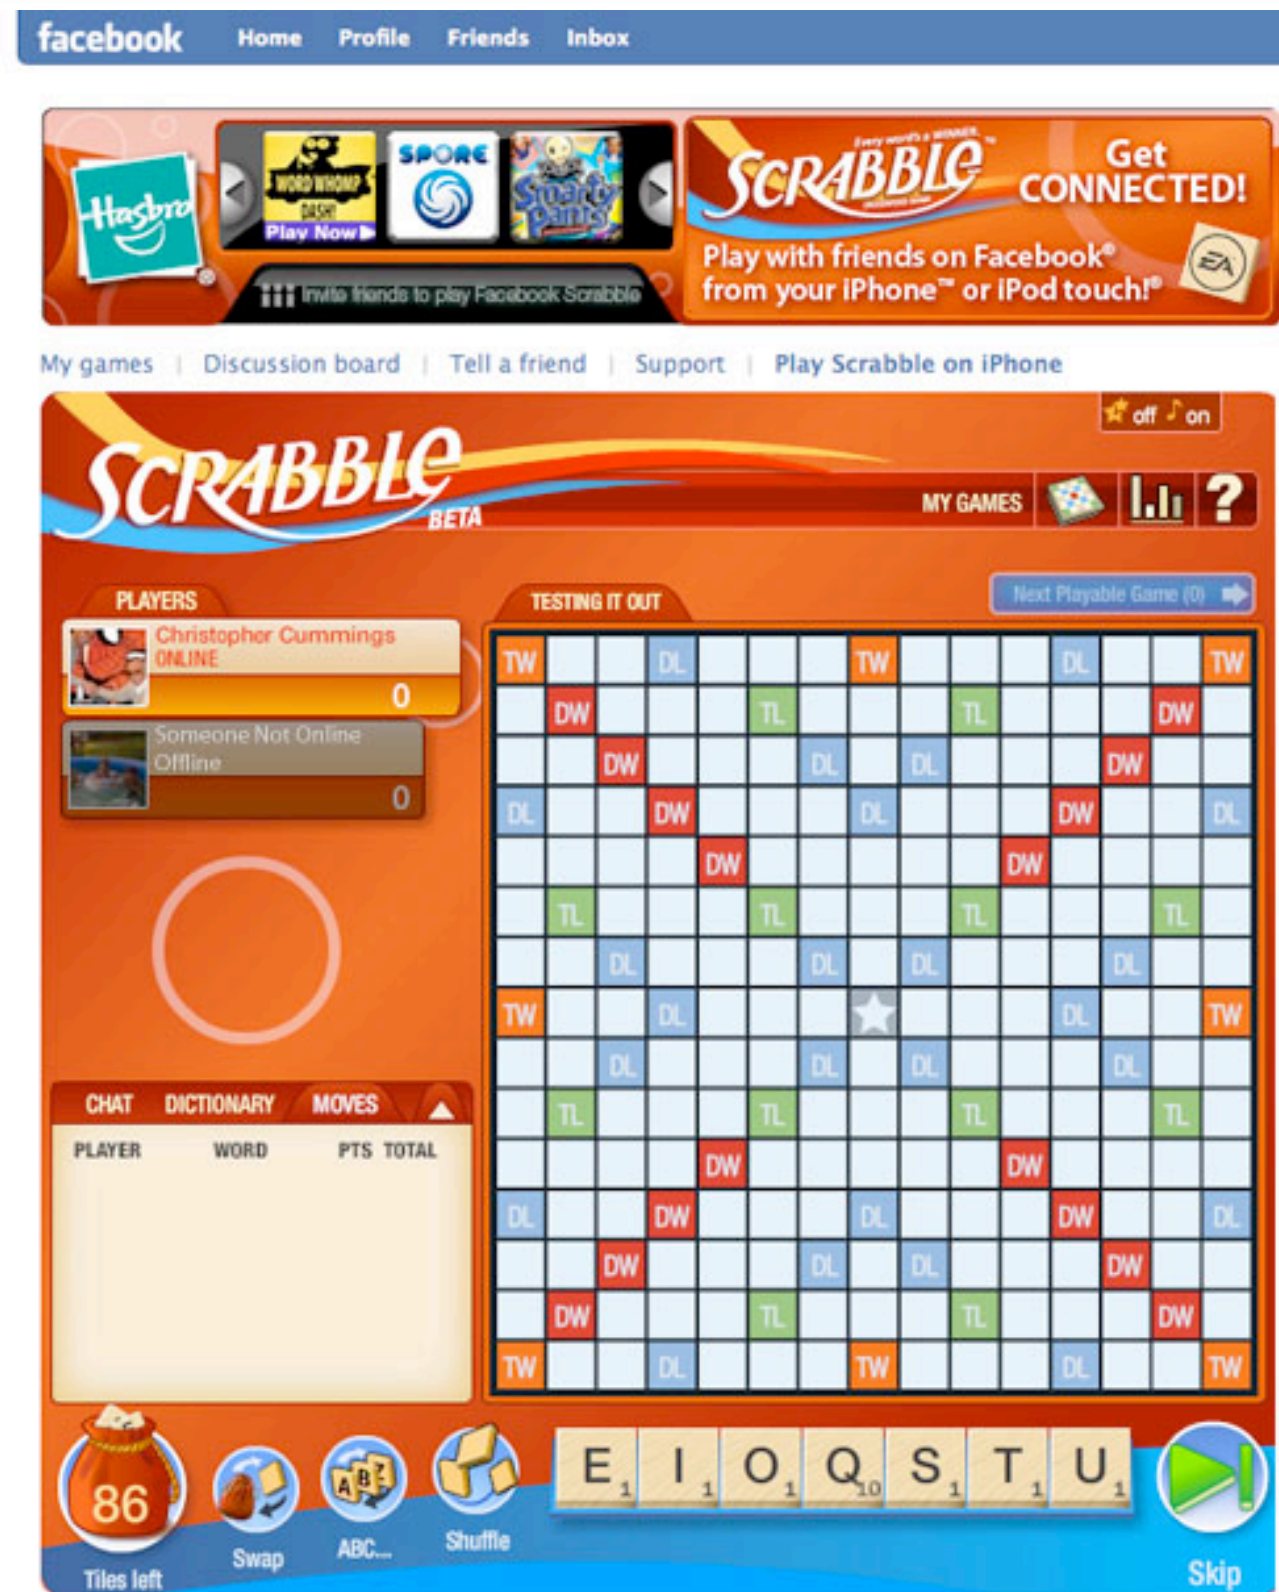 facebook Home Profile Friends Inbox
Hasbro
WORD WHOMP
DASH!
Play Now
SPORE
Smarty
Pants
Invite friends to play Facebook Scrabble
Every word's a WINNER.™
SCRABBLE
Get
CONNECTED!
Play with friends on Facebook®
from your iPhone™ or iPod touch!®
EA
My games | Discussion board | Tell a friend | Support | Play Scrabble on iPhone
off on
SCRABBLE
BETA
MY GAMES ?
PLAYERS
Christopher Cummings
ONLINE
0
Someone Not Online
Offline
0
TESTING IT OUT
Next Playable Game (0)
TW DL TW DL TW
DW TL TL DW
DW DL DL DW
DL DW DL DW DL
DW DW
TL TL TL TL
DL DL DL DL
TW DL DL TW
DL DL DL DL
TL TL TL TL
DW DW
DL DW DL DW DL
DW DL DL DW
DW TL TL DW
TW DL TW DL TW
CHAT DICTIONARY MOVES
PLAYER WORD PTS TOTAL
86
Tiles left
Swap
A B Z
ABC...
Shuffle
E1 I1 O1 Q10 S1 T1 U1
Skip